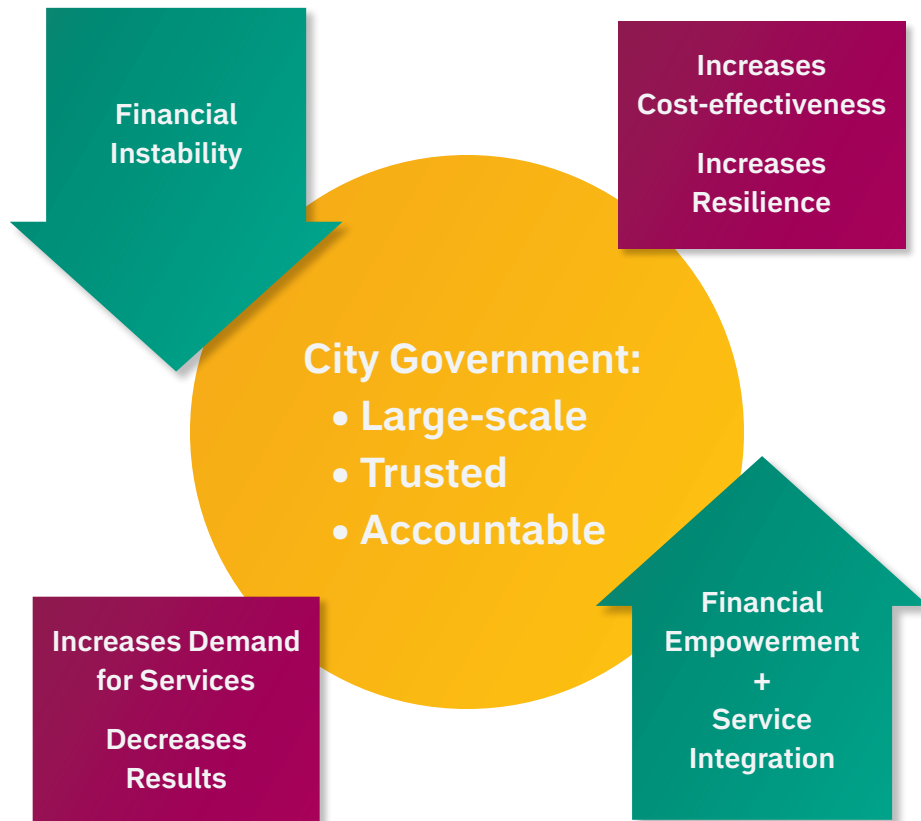 Financial
Instability
Increases
Cost-effectiveness
Increases
Resilience
City Government:
• Large-scale
• Trusted
• Accountable
Increases Demand
for Services
Decreases
Results
Financial
Empowerment
+
Service
Integration